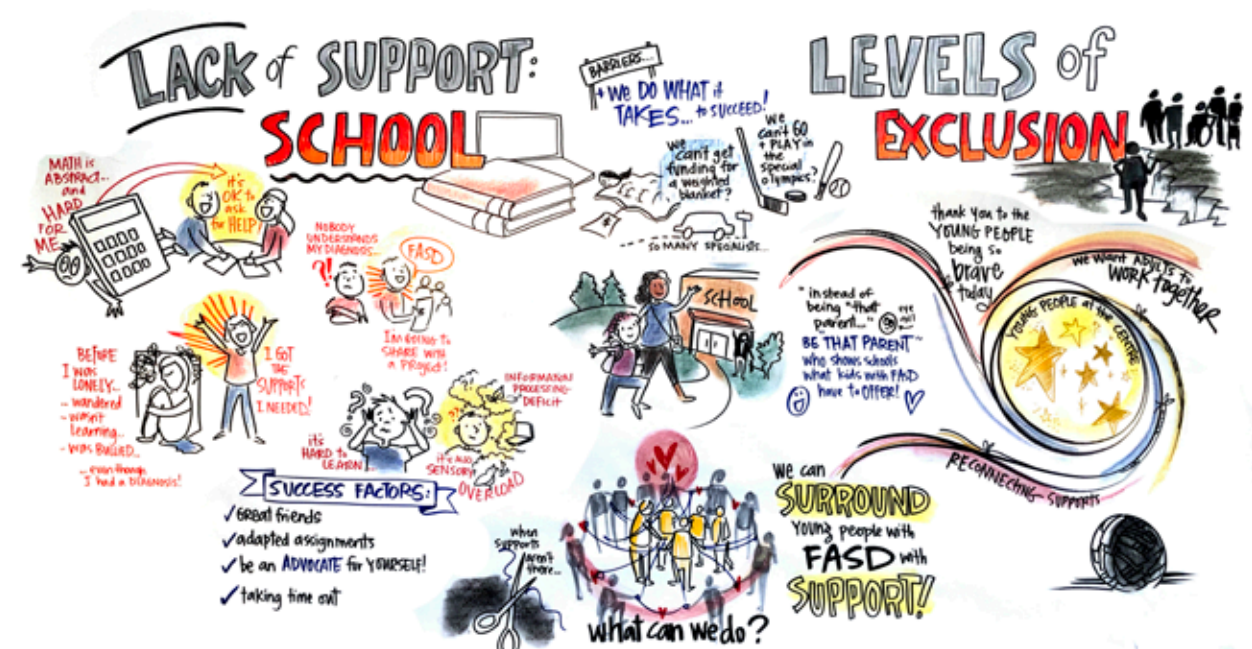 LACK of SUPPORT:
SCHOOL
MATH is
ABSTRACT...
and
HARD
FOR
ME...
it's
OK to
ask
for HELP!
NOBODY
UNDERSTANDS
MY DIAGNOSIS...
?!
FASD
I'm GOING to
SHARE WITH
a PROJECT!
BEFORE
I was
LONELY...
... wandered
- wasn't
learning..
- was BULLIED...
... even though
I had a DIAGNOSIS!
I GOT
THE
SUPPORTS
I NEEDED!
it's
HARD to
LEARN...
INFORMATION
PROCESSING
DEFICIT
it's also
SENSORY
OVERLOAD
SUCCESS FACTORS:
✓ GREAT friends
✓ adapted assignments
✓ be an ADVOCATE for YOURSELF!
✓ taking time out
BARRIERS...
+ WE DO WHAT it
TAKES... to SUCCEED!
we
can't get
funding for
a weighted
blanket?
We
can't GO
+ PLAY in
the
special
olympics?
SO MANY SPECIALISTS...
SCHOOL
"instead of
being "that
parent..."
BE THAT PARENT
who shows schools
what kids with FASD
have to OFFER!
when
supports
aren't
there...
what can we do?
we can
SURROUND
young people with
FASD with
SUPPORT!
LEVELS of
EXCLUSION
thank you to the
YOUNG PEOPLE
being so
brave
today
we want ADULTS to
WORK together
YOUNG PEOPLE at the CENTRE
RECONNECTING SUPPORTS